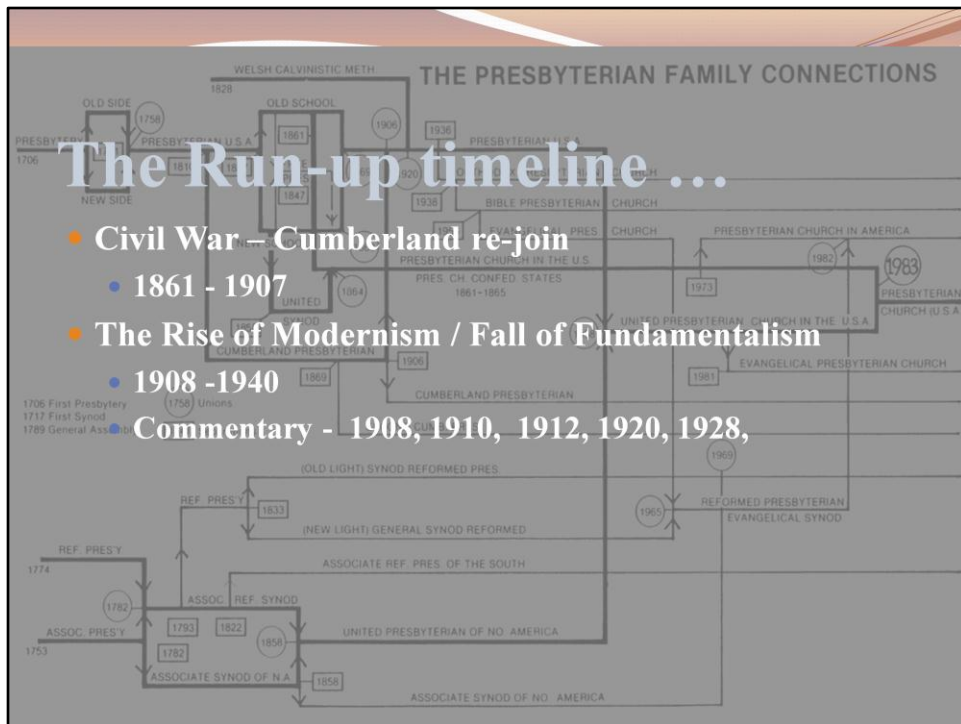 THE PRESBYTERIAN FAMILY CONNECTIONS
WELSH CALVINISTIC METH
1828
OLD SIDE
1758
OLD SCHOOL
1861
1906
1936
PRESBYTERY
1706
PRESBYTERIAN U.S.A
PRESBYTERIAN U.S.A
The Run-up timeline …
1847
1920
NEW SIDE
1936
PRESBYTERIAN CHURCH
BIBLE PRESBYTERIAN CHURCH
EVANGELICAL PRES. CHURCH
PRESBYTERIAN CHURCH IN AMERICA
• Civil War – Cumberland re-join
PRESBYTERIAN CHURCH IN THE U.S.
1982
1983
• 1861 - 1907
1864
PRES. CH. CONFED. STATES
1861-1865
1973
PRESBYTERIAN
CHURCH (U.S.A
UNITED
SYNOD
UNITED PRESBYTERIAN CHURCH IN THE U.S.A
• The Rise of Modernism / Fall of Fundamentalism
CUMBERLAND PRESBYTERIAN
1906
1869
EVANGELICAL PRESBYTERIAN CHURCH
1981
• 1908 -1940
CUMBERLAND PRESBYTERIAN
1706 First Presbytery
1758 Unions
1717 First Synod
1789 General Assembly
• Commentary - 1908, 1910, 1912, 1920, 1928,
1969
(OLD LIGHT) SYNOD REFORMED PRES.
REF. PRES'Y
1833
1965
REFORMED PRESBYTERIAN
EVANGELICAL SYNOD
(NEW LIGHT) GENERAL SYNOD REFORMED
REF. PRES'Y
1774
ASSOCIATE REF. PRES. OF THE SOUTH
1782
ASSOC. REF. SYNOD
1793
1822
1858
UNITED PRESBYTERIAN OF NO. AMERICA
ASSOC. PRES'Y
1753
1782
ASSOCIATE SYNOD OF N.A.
1858
ASSOCIATE SYNOD OF NO. AMERICA